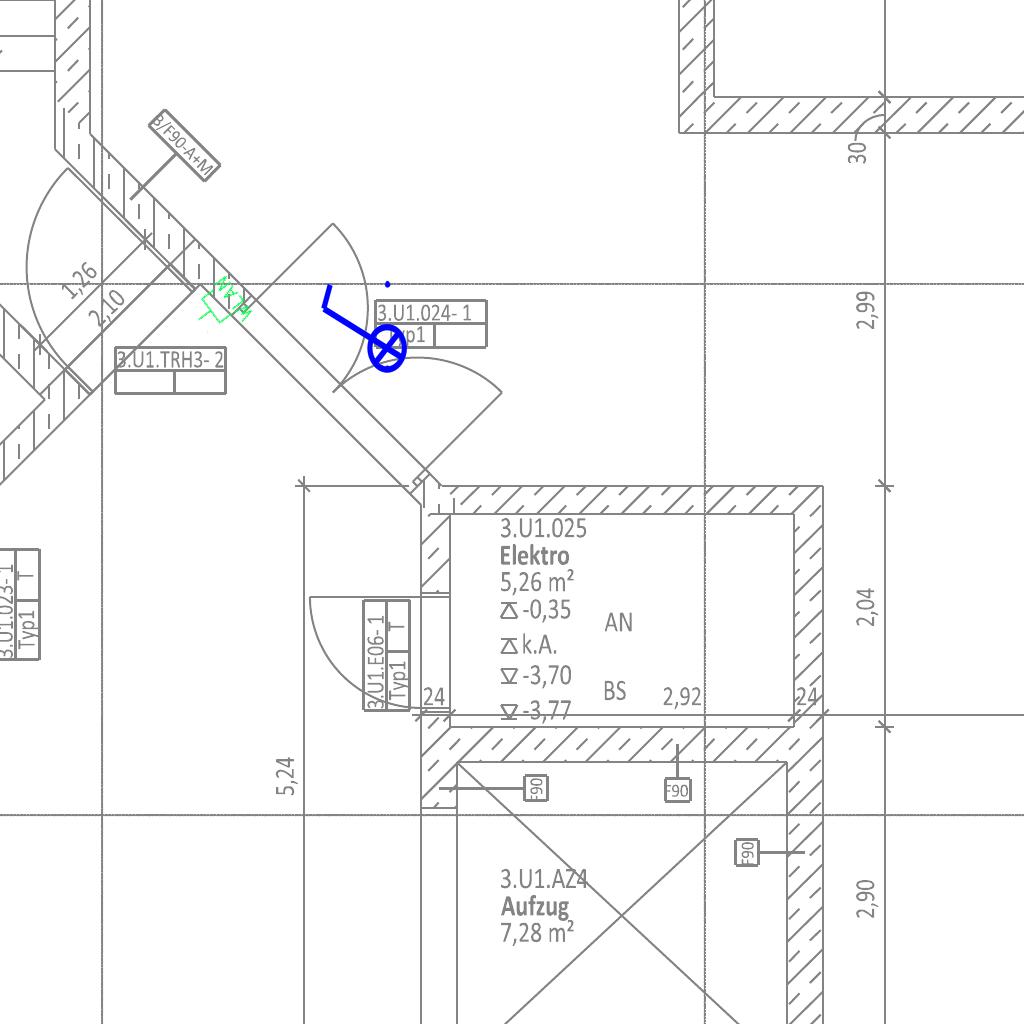 B/F90-A+M
30
1,26
2,10
WLAN
3.U1.024- 1
Typ1
2,99
3.U1.TRH3- 2
3.U1.025
Elektro
5,26 m²
-0,35
AN
k.A.
-3,70
BS
-3,77
2,04
3.U1.023- 1
T
Typ1
3.U1.E06- 1
T
Typ1
24
2,92
24
5,24
F90
F90
F90
3.U1.AZ4
Aufzug
7,28 m²
2,90